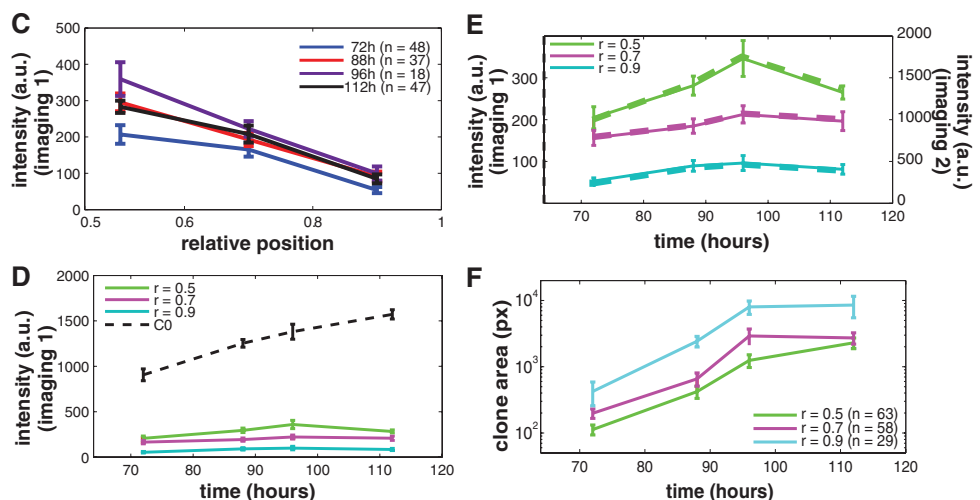 C
500
400
300
200
100
0
0.5
0.6
0.7
0.8
0.9
1
intensity (a.u.)
(imaging 1)
relative position
72h (n = 48)
88h (n = 37)
96h (n = 18)
112h (n = 47)
E
300
200
100
70
80
90
100
110
120
2000
1500
1000
500
0
intensity (a.u.)
(imaging 1)
intensity (a.u.)
(imaging 2)
time (hours)
r = 0.5
r = 0.7
r = 0.9
D
2000
1500
1000
500
0
70
80
90
100
110
120
intensity (a.u.)
(imaging 1)
time (hours)
r = 0.5
r = 0.7
r = 0.9
C0
F
10^4
10^3
10^2
70
80
90
100
110
120
clone area (px)
time (hours)
r = 0.5 (n = 63)
r = 0.7 (n = 58)
r = 0.9 (n = 29)